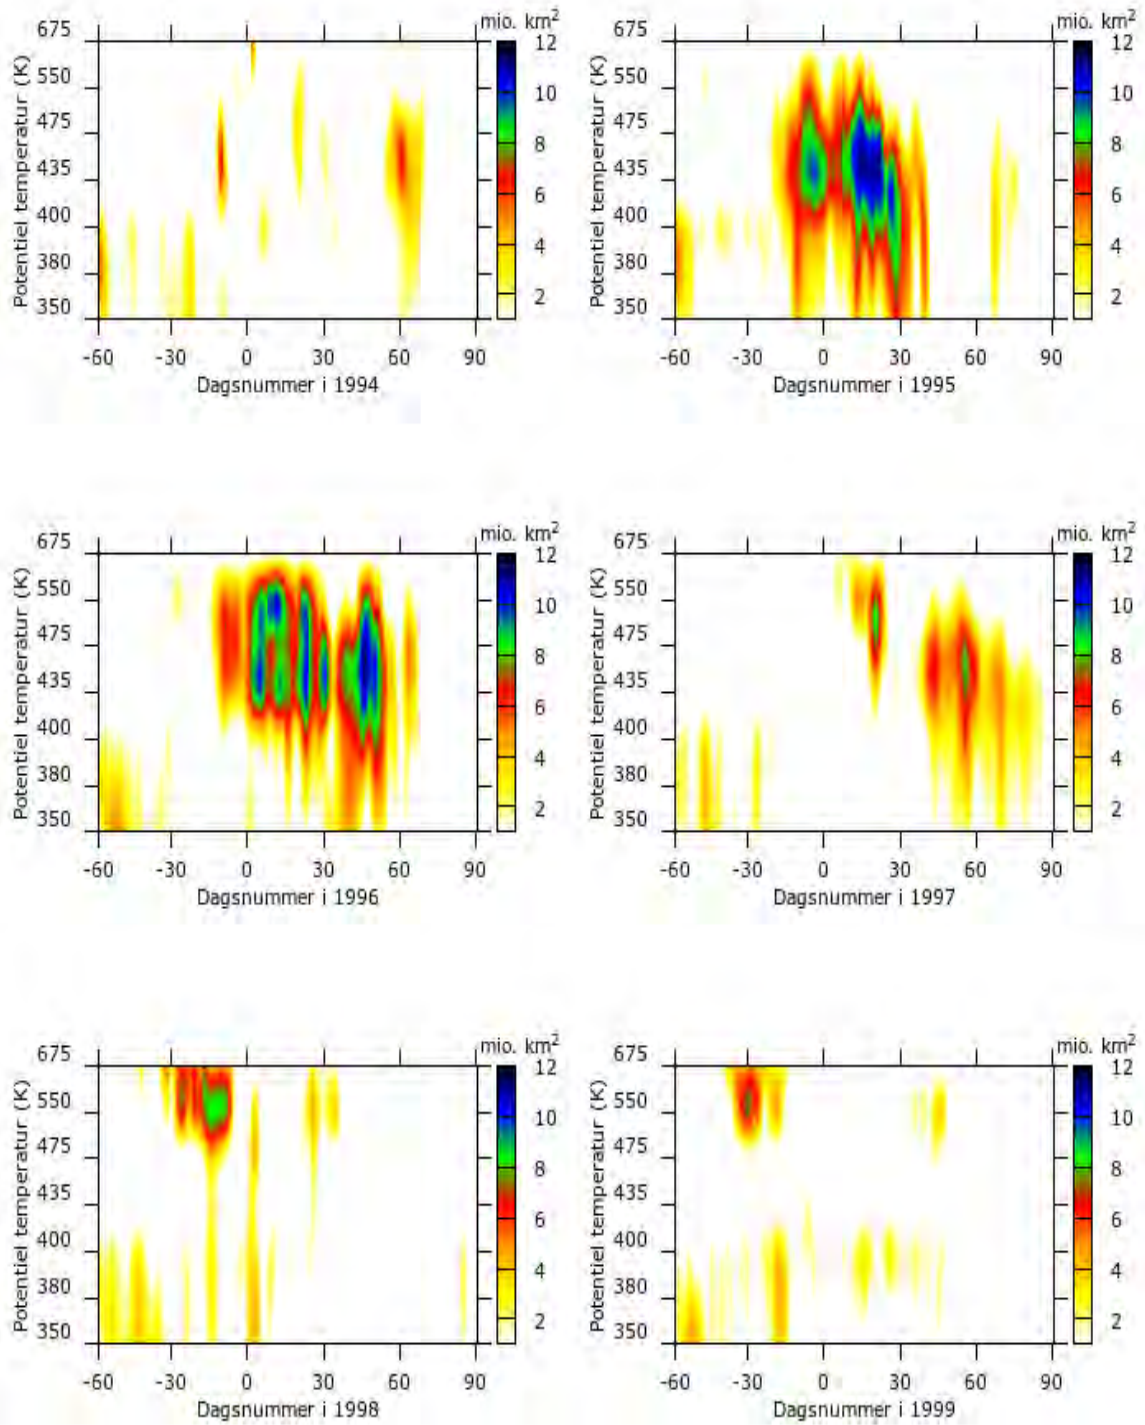 mio. km²
mio. km²
675 12 675 12
550 10 550 10
475 8 475 8
435 6 435 6
400 4 400 4
380 2 380 2
350 350
Potentiel temperatur (K) Potentiel temperatur (K)
-60 -30 0 30 60 90 -60 -30 0 30 60 90
Dagsnummer i 1994 Dagsnummer i 1995
mio. km² mio. km²
675 12 675 12
550 10 550 10
475 8 475 8
435 6 435 6
400 4 400 4
380 2 380 2
350 350
Potentiel temperatur (K) Potentiel temperatur (K)
-60 -30 0 30 60 90 -60 -30 0 30 60 90
Dagsnummer i 1996 Dagsnummer i 1997
mio. km² mio. km²
675 12 675 12
550 10 550 10
475 8 475 8
435 6 435 6
400 4 400 4
380 2 380 2
350 350
Potentiel temperatur (K) Potentiel temperatur (K)
-60 -30 0 30 60 90 -60 -30 0 30 60 90
Dagsnummer i 1998 Dagsnummer i 1999